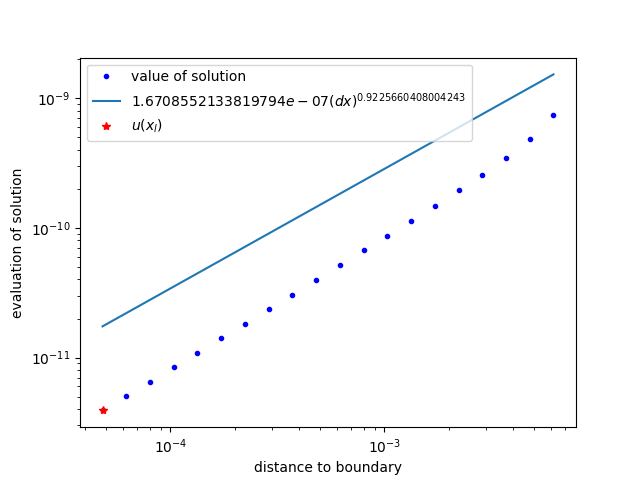 value of solution
1.6708552133819794e − 07(dx)^0.9225660408004243
u(x_l)
10^−9
10^−10
10^−11
evaluation of solution
10^−4
10^−3
distance to boundary